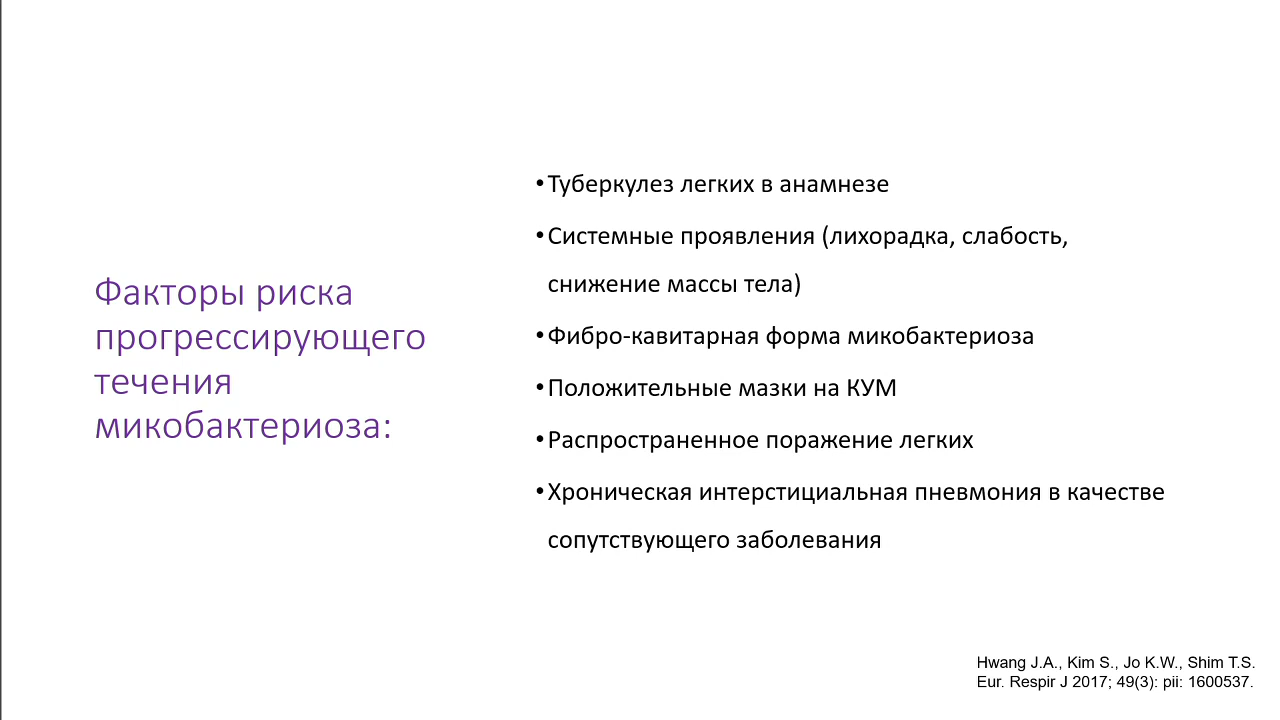 Факторы риска
прогрессирующего
течения
микобактериоза:
•Туберкулез легких в анамнезе
•Системные проявления (лихорадка, слабость,
снижение массы тела)
•Фибро-кавитарная форма микобактериоза
•Положительные мазки на КУМ
•Распространенное поражение легких
•Хроническая интерстициальная пневмония в качестве
сопутствующего заболевания
Hwang J.A., Kim S., Jo K.W., Shim T.S.
Eur. Respir J 2017; 49(3): pii: 1600537.